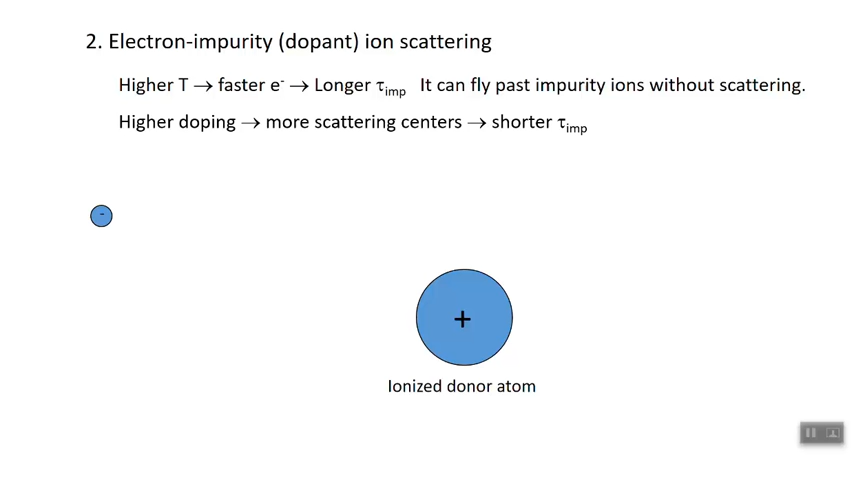 2. Electron-impurity (dopant) ion scattering
Higher T → faster e⁻ → Longer τimp It can fly past impurity ions without scattering.
Higher doping → more scattering centers → shorter τimp
-
+
Ionized donor atom